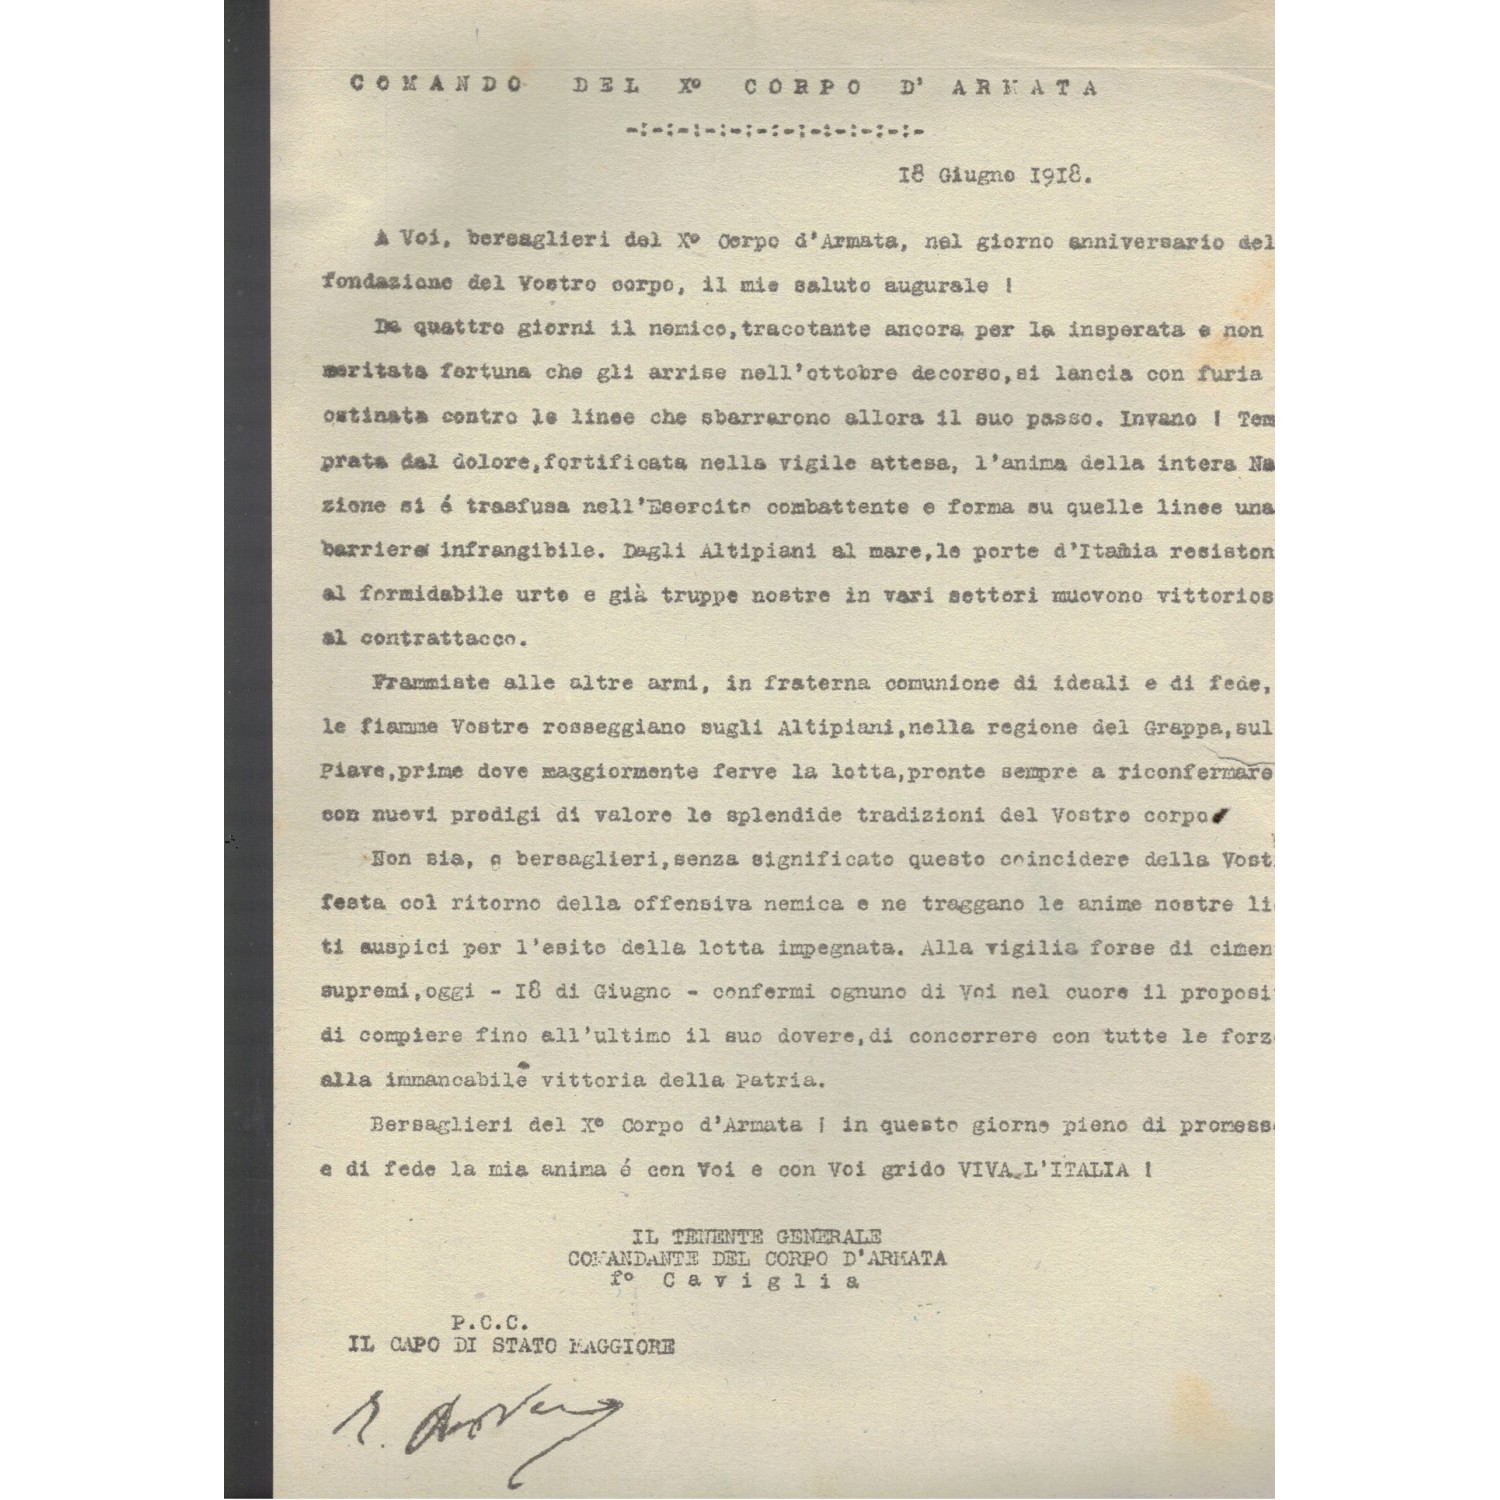 COMANDO DEL Xº CORPO D'ARMATA
-:-:-:-:-:-:-:-:-:-:-:-
18 Giugno 1918.
A Voi, bersaglieri del Xº Corpo d'Armata, nel giorno anniversario del
fondazione del Vostro corpo, il mio saluto augurale !
Da quattro giorni il nemico,tracotante ancora per la insperata e non
meritata fortuna che gli arrise nell'ottobre decorso,si lancia con furia
ostinata contro le linee che sbarrarono allora il suo passo. Invano ! Tem
prata dal dolore,fortificata nella vigile attesa, l'anima della intera Na
zione si é trasfusa nell'Esercito combattente e forma su quelle linee una
barriera infrangibile. Dagli Altipiani al mare,le porte d'Italia resiston
al formidabile urto e già truppe nostre in vari settori muovono vittorios
al contrattacco.
Frammiste alle altre armi, in fraterna comunione di ideali e di fede,
le fiamme Vostre rosseggiano sugli Altipiani,nella regione del Grappa,sul
Piave,prime dove maggiormente ferve la lotta,pronte sempre a riconfermare
con nuovi prodigi di valore le splendide tradizioni del Vostro corpo.
Non sia, o bersaglieri,senza significato questo coincidere della Vost
festa col ritorno della offensiva nemica e ne traggano le anime nostre li
ti auspici per l'esito della lotta impegnata. Alla vigilia forse di cimen
supremi,oggi - 18 di Giugno - confermi ognuno di Voi nel cuore il proposi
di compiere fino all'ultimo il suo dovere,di concorrere con tutte le forz
alla immancabile vittoria della Patria.
Bersaglieri del Xº Corpo d'Armata ! in questo giorno pieno di promess
e di fede la mia anima é con Voi e con Voi grido VIVA L'ITALIA !
IL TENENTE GENERALE
COMANDANTE DEL CORPO D'ARMATA
fº Caviglia
P.C.C.
IL CAPO DI STATO MAGGIORE